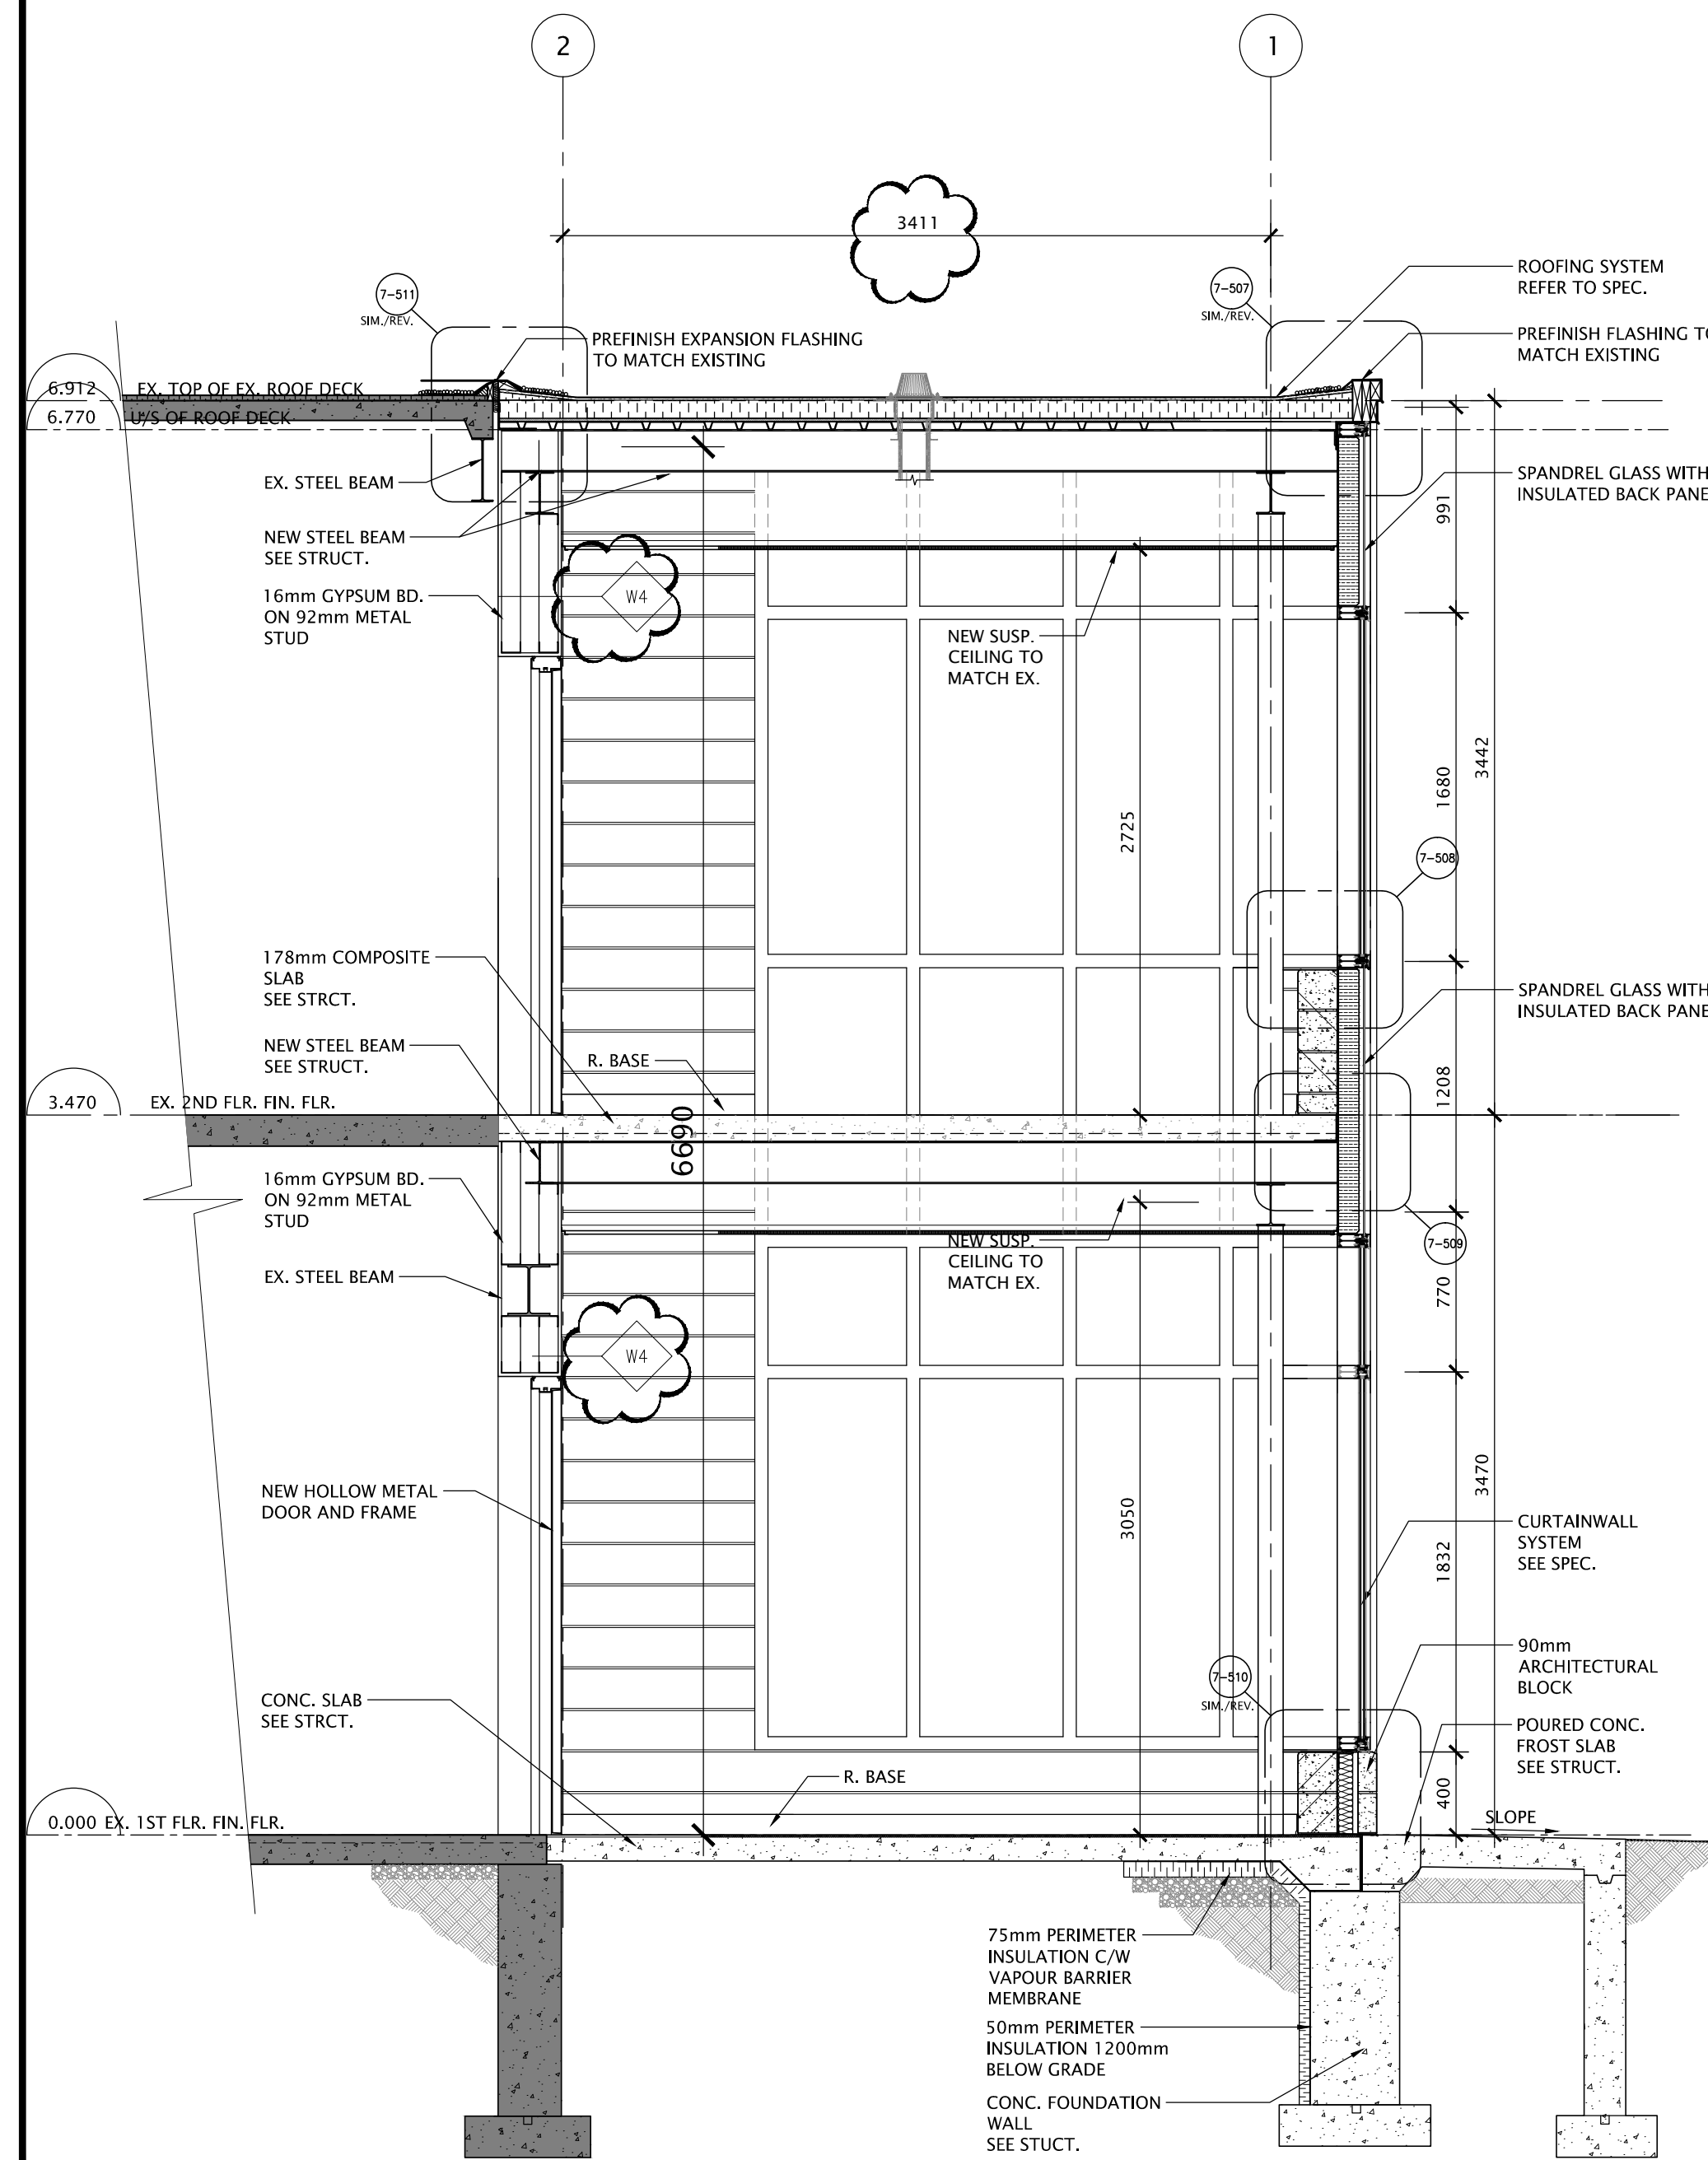 2
1
3411
7-511
SIM./REV.
7-507
SIM./REV.
ROOFING SYSTEM
REFER TO SPEC.
PREFINISH EXPANSION FLASHING
TO MATCH EXISTING
PREFINISH FLASHING TO
MATCH EXISTING
6.912 EX. TOP OF EX. ROOF DECK
6.770 U/S OF ROOF DECK
EX. STEEL BEAM
SPANDREL GLASS WITH
INSULATED BACK PANE
991
NEW STEEL BEAM
SEE STRUCT.
16mm GYPSUM BD.
ON 92mm METAL
STUD
W4
NEW SUSP.
CEILING TO
MATCH EX.
3442
1680
2725
7-508
178mm COMPOSITE
SLAB
SEE STRCT.
SPANDREL GLASS WITH
INSULATED BACK PANE
NEW STEEL BEAM
SEE STRUCT.
R. BASE
1208
3.470 EX. 2ND FLR. FIN. FLR.
6690
16mm GYPSUM BD.
ON 92mm METAL
STUD
NEW SUSP.
CEILING TO
MATCH EX.
7-509
EX. STEEL BEAM
770
W4
NEW HOLLOW METAL
DOOR AND FRAME
3470
3050
CURTAINWALL
SYSTEM
SEE SPEC.
1832
90mm
ARCHITECTURAL
BLOCK
7-510
SIM./REV.
CONC. SLAB
SEE STRCT.
POURED CONC.
FROST SLAB
SEE STRUCT.
R. BASE
400
SLOPE
0.000 EX. 1ST FLR. FIN. FLR.
75mm PERIMETER
INSULATION C/W
VAPOUR BARRIER
MEMBRANE
50mm PERIMETER
INSULATION 1200mm
BELOW GRADE
CONC. FOUNDATION
WALL
SEE STUCT.